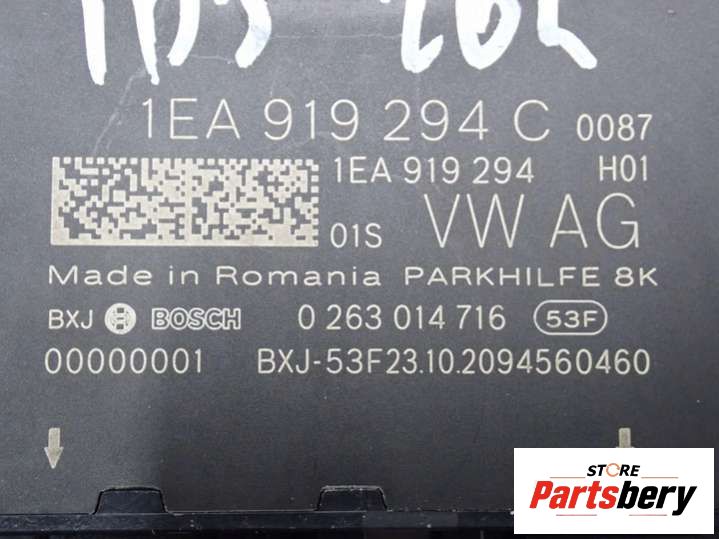 1EA 919 294 C 0087
1EA 919 294 H01
01S VW AG
Made in Romania PARKHILFE 8K
BXJ BOSCH 0 263 014 716 53F
00000001 BXJ-53F23.10.2094560460
STORE
Partsbery